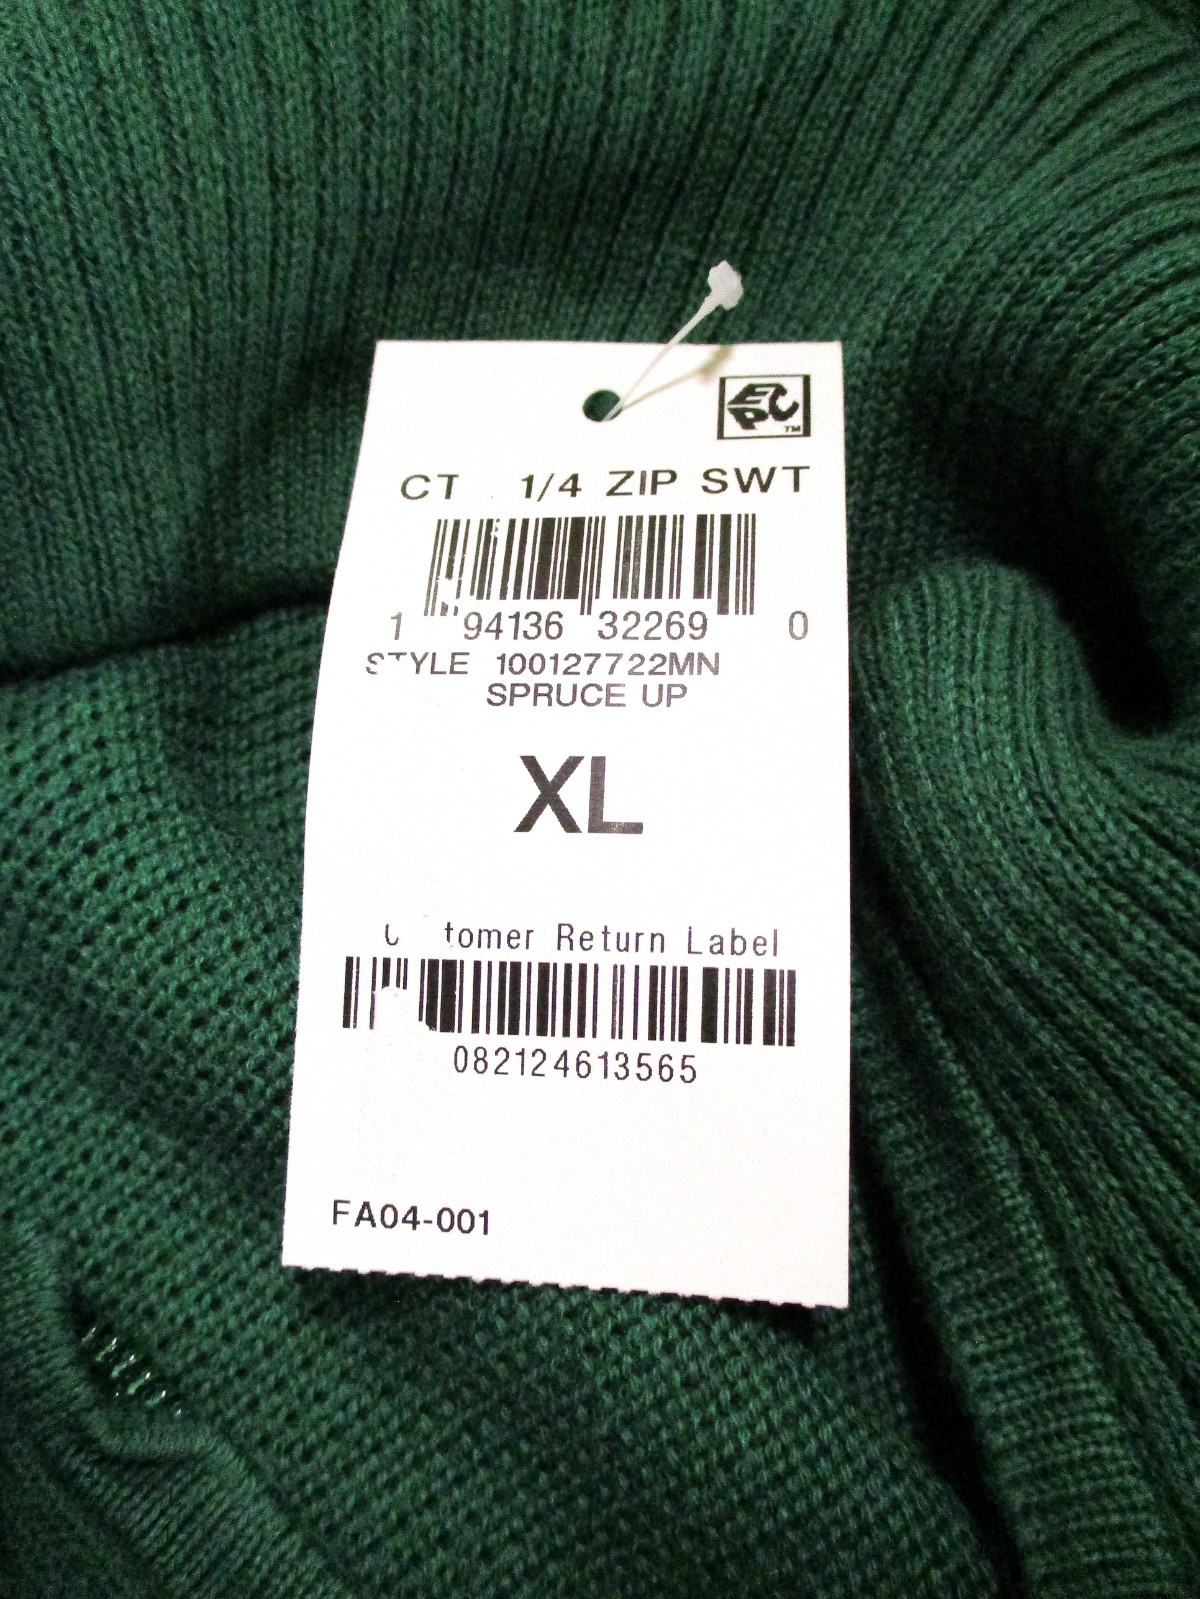 EPC™
CT 1/4 ZIP SWT
1 94136 32269 0
STYLE 100127722MN
SPRUCE UP
XL
Return Label
082124613565
FA04-001